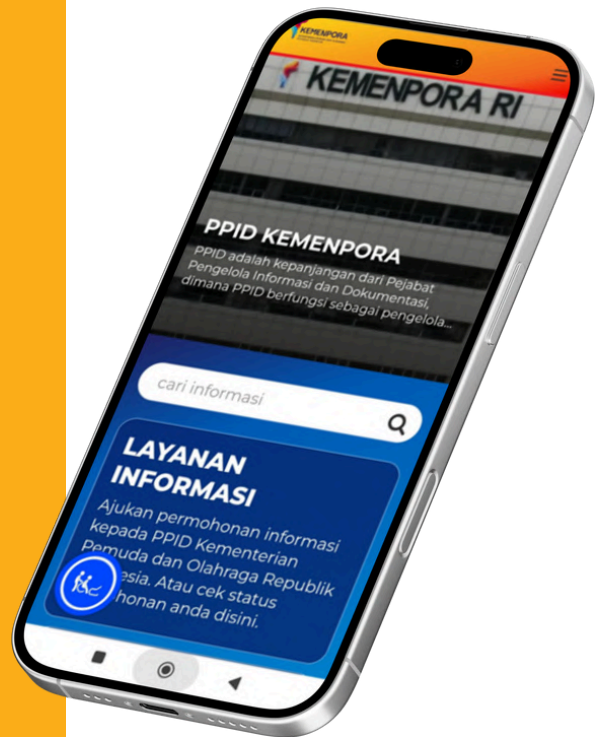 KEMENPORA
KEMENPORA RI
PPID KEMENPORA
PPID adalah kepanjangan dari Pejabat
Pengelola Informasi dan Dokumentasi,
dimana PPID berfungsi sebagai pengelola...
cari informasi
LAYANAN
INFORMASI
Ajukan permohonan informasi
kepada PPID Kementerian
Pemuda dan Olahraga Republik
esia. Atau cek status
honan anda disini.